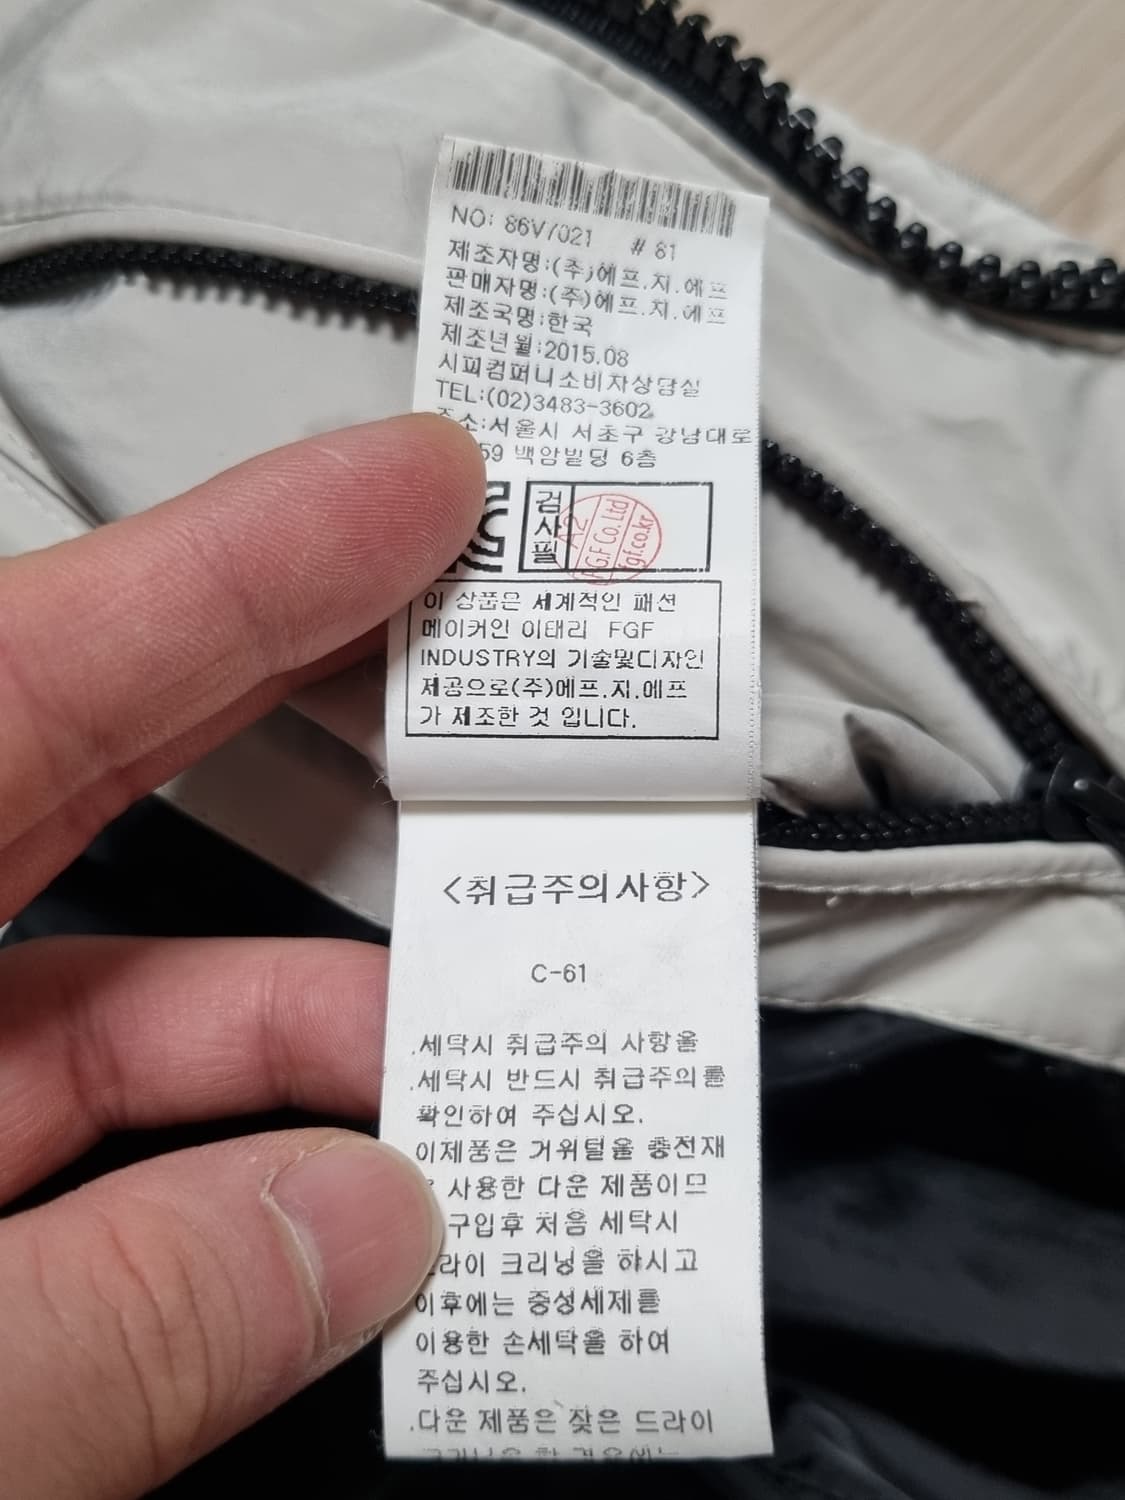 NO: 86V7021 # 81
제조자명:(주)에프.지.에프
판매자명:(주)에프.지.에프
제조국명:한국
제조년월:2015.08
시피컴퍼니소비자상담실
TEL:(02)3483-3602
주소:서울시 서초구 강남대로
59 백암빌딩 6층
검사필
A2
F.G.F Co.Ltd
fgf.co.kr
이 상품은 세계적인 패션
메이커인 이태리 FGF
INDUSTRY의 기술및디자인
제공으로(주)에프.지.에프
가 제조한 것 입니다.
<취급주의사항>
C-61
.세탁시 취급주의 사항을
.세탁시 반드시 취급주의를
확인하여 주십시오.
이제품은 거위털을 충전재
사용한 다운 제품이므
구입후 처음 세탁시
드라이 크리닝을 하시고
이후에는 중성세제를
이용한 손세탁을 하여
주십시오.
.다운 제품은 잦은 드라이